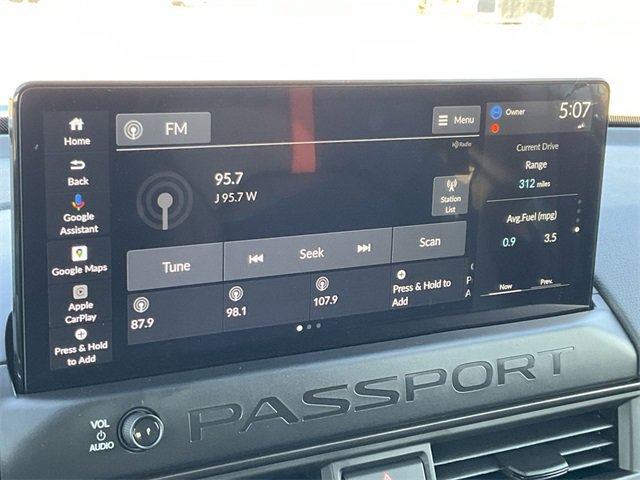 Home
Back
Google
Assistant
Google Maps
Apple
CarPlay
Press & Hold
to Add
FM
Menu
HD Radio
95.7
J 95.7 W
Station
List
Tune
Seek
Scan
87.9
98.1
107.9
Press & Hold to
Add
Owner
5:07
Current Drive
Range
312 miles
Avg.Fuel (mpg)
0.9 3.5
Now Prev.
VOL
AUDIO
PASSPORT